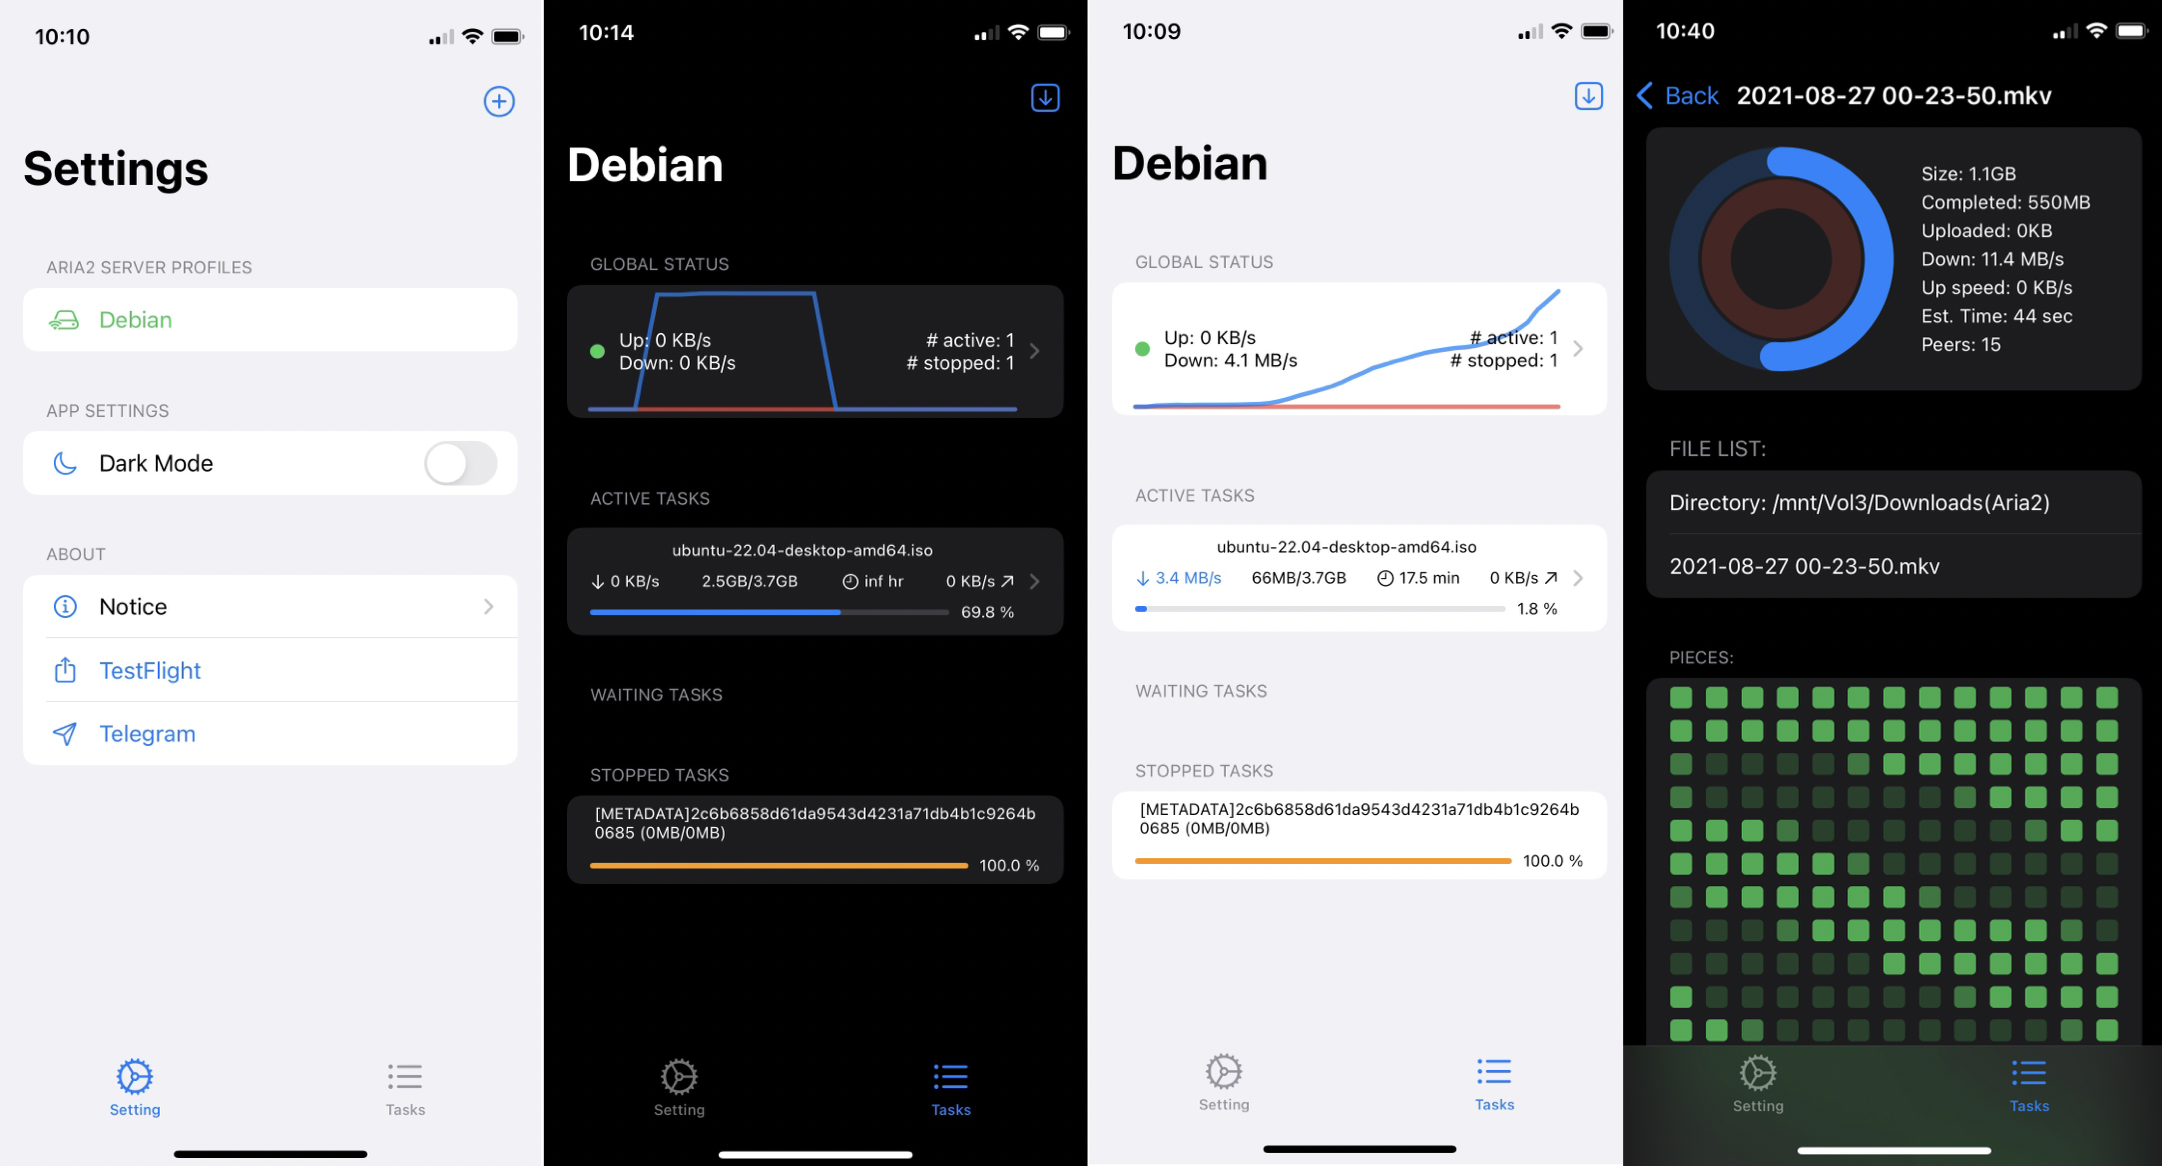 10:10
Settings
ARIA2 SERVER PROFILES
Debian
APP SETTINGS
Dark Mode
ABOUT
Notice
TestFlight
Telegram
Setting
Tasks
10:14
Debian
GLOBAL STATUS
Up: 0 KB/s
# active: 1
Down: 0 KB/s
# stopped: 1
ACTIVE TASKS
ubuntu-22.04-desktop-amd64.iso
0 KB/s 2.5GB/3.7GB inf hr 0 KB/s
69.8 %
WAITING TASKS
STOPPED TASKS
[METADATA]2c6b6858d61da9543d4231a71db4b1c9264b
0685 (0MB/0MB)
100.0 %
Setting
Tasks
10:09
Debian
GLOBAL STATUS
Up: 0 KB/s
# active: 1
Down: 4.1 MB/s
# stopped: 1
ACTIVE TASKS
ubuntu-22.04-desktop-amd64.iso
3.4 MB/s 66MB/3.7GB 17.5 min 0 KB/s
1.8 %
WAITING TASKS
STOPPED TASKS
[METADATA]2c6b6858d61da9543d4231a71db4b1c9264b
0685 (0MB/0MB)
100.0 %
Setting
Tasks
10:40
Back 2021-08-27 00-23-50.mkv
Size: 1.1GB
Completed: 550MB
Uploaded: 0KB
Down: 11.4 MB/s
Up speed: 0 KB/s
Est. Time: 44 sec
Peers: 15
FILE LIST:
Directory: /mnt/Vol3/Downloads(Aria2)
2021-08-27 00-23-50.mkv
PIECES:
Setting
Tasks